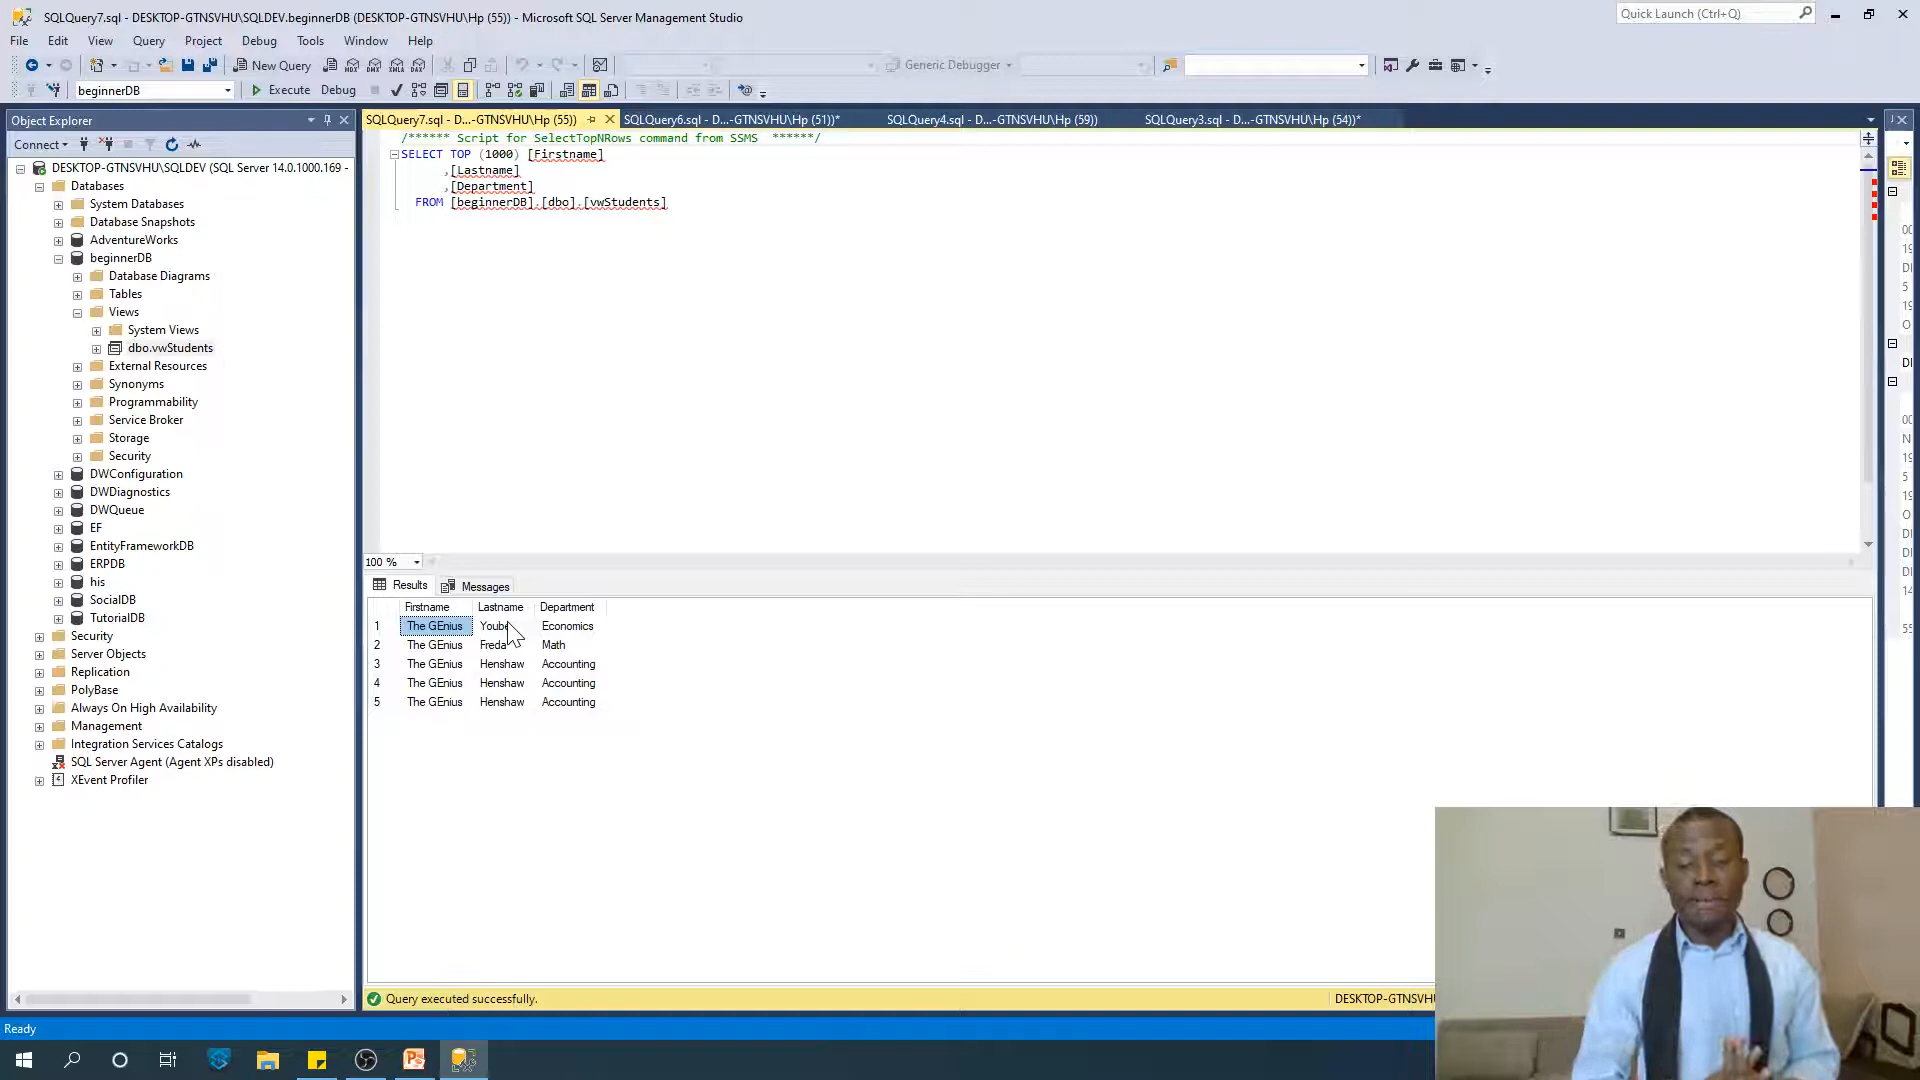 SQLQuery7.sql - DESKTOP-GTNSVHU\SQLDEV.beginnerDB (DESKTOP-GTNSVHU\Hp (55)) - Microsoft SQL Server Management Studio
Quick Launch (Ctrl+Q)
File Edit View Query Project Debug Tools Window Help
New Query
MDX DMX XMLA DAX
Generic Debugger
beginnerDB
Execute Debug
Object Explorer
SQLQuery7.sql - D...-GTNSVHU\Hp (55))
SQLQuery6.sql - D...-GTNSVHU\Hp (51))*
SQLQuery4.sql - D...-GTNSVHU\Hp (59))
SQLQuery3.sql - D...-GTNSVHU\Hp (54))*
Connect
DESKTOP-GTNSVHU\SQLDEV (SQL Server 14.0.1000.169 -
Databases
System Databases
Database Snapshots
AdventureWorks
beginnerDB
Database Diagrams
Tables
Views
System Views
dbo.vwStudents
External Resources
Synonyms
Programmability
Service Broker
Storage
Security
DWConfiguration
DWDiagnostics
DWQueue
EF
EntityFrameworkDB
ERPDB
his
SocialDB
TutorialDB
Security
Server Objects
Replication
PolyBase
Always On High Availability
Management
Integration Services Catalogs
SQL Server Agent (Agent XPs disabled)
XEvent Profiler
/****** Script for SelectTopNRows command from SSMS ******/
SELECT TOP (1000) [Firstname]
,[Lastname]
,[Department]
FROM [beginnerDB].[dbo].[vwStudents]
100 %
Results Messages
Firstname Lastname Department
1 The GEnius Economics
2 The GEnius Freda Math
3 The GEnius Henshaw Accounting
4 The GEnius Henshaw Accounting
5 The GEnius Henshaw Accounting
Query executed successfully.
DESKTOP-GTNSVHU
Ready